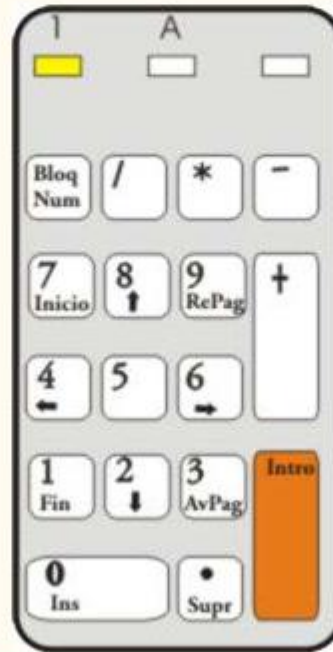 1 A
Bloq
Num
/
*
-
7
Inicio
8
⬆
9
RePag
+
4
⬅
5
6
➡
1
Fin
2
⬇
3
AvPag
Intro
0
Ins
.
Supr